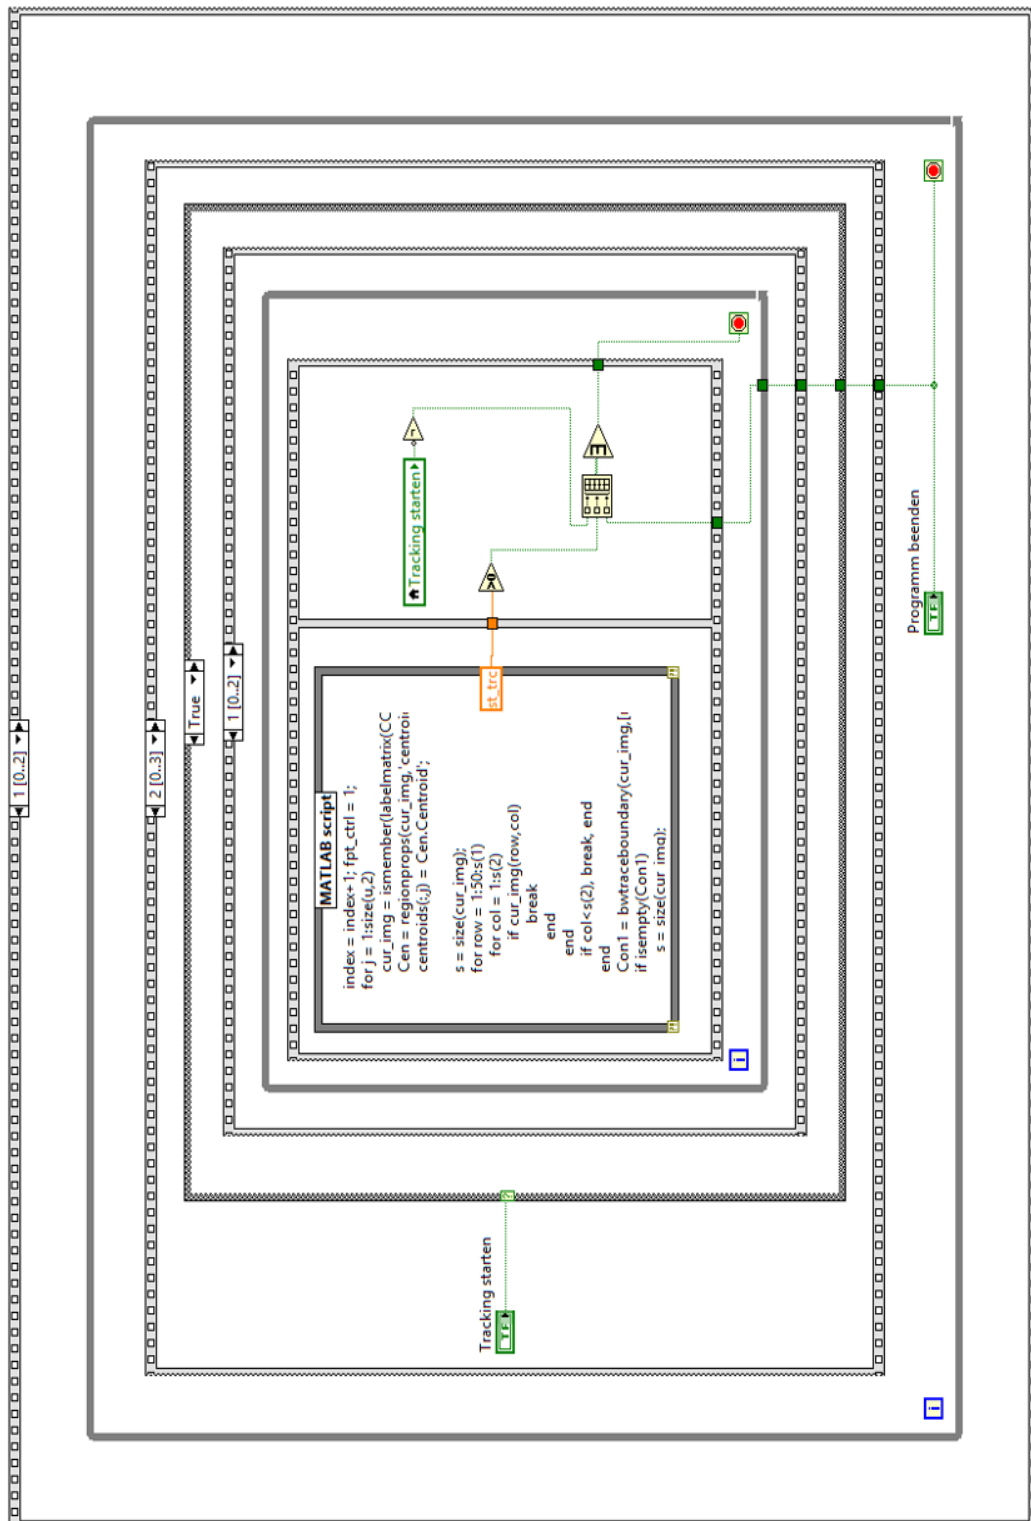 1 [0..2]
2 [0..3]
True
1 [0..2]
MATLAB script
index = index+1; fpt_ctrl = 1;
for j = 1:size(u,2)
cur_img = ismember(labelmatrix(CC
Cen = regionprops(cur_img,'centroi
centroids(:,j) = Cen.Centroid';
s = size(cur_img);
for row = 1:50:s(1)
for col = 1:s(2)
if cur_img(row,col)
break
end
end
if col<s(2), break, end
end
Con1 = bwtraceboundary(cur_img,[
if isempty(Con1)
s = size(cur_img);
st_trc
>0
Tracking starten
i
Tracking starten
TF
Programm beenden
TF
i